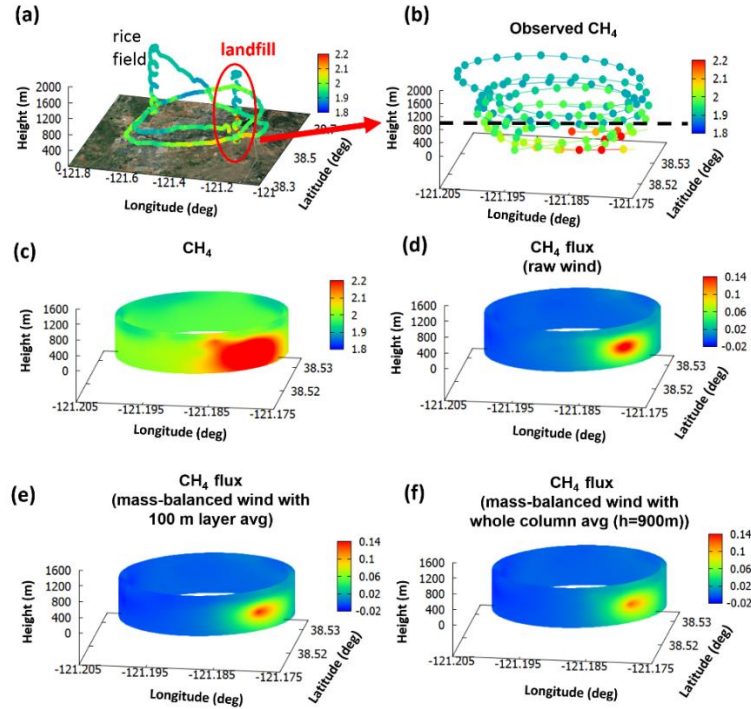 (a)
rice
field
landfill
2.2
2.1
2.0
1.9
1.8
2000
1600
1200
800
400
0
Height (m)
-121.8
-121.6
-121.4
-121.2
-121
Longitude (deg)
38.3
38.5
38.7
Latitude (deg)
(b)
Observed CH4
2.2
2.1
2.0
1.9
1.8
2000
1600
1200
800
400
0
Height (m)
-121.205
-121.195
-121.185
-121.175
Longitude (deg)
38.52
38.53
Latitude (deg)
(c)
CH4
2.2
2.1
2.0
1.9
1.8
1600
1200
800
400
0
Height (m)
-121.205
-121.195
-121.185
-121.175
Longitude (deg)
38.52
38.53
(d)
CH4 flux
(raw wind)
0.14
0.10
0.06
0.02
-0.02
1600
1200
800
400
0
Height (m)
-121.205
-121.195
-121.185
-121.175
Longitude (deg)
38.52
38.53
Latitude (deg)
(e)
CH4 flux
(mass-balanced wind with
100 m layer avg)
0.14
0.10
0.06
0.02
-0.02
1600
1200
800
400
0
Height (m)
-121.205
-121.195
-121.185
-121.175
Longitude (deg)
38.52
38.53
Latitude (deg)
(f)
CH4 flux
(mass-balanced wind with
whole column avg (h=900m))
0.14
0.10
0.06
0.02
-0.02
1600
1200
800
400
0
Height (m)
-121.205
-121.195
-121.185
-121.175
Longitude (deg)
38.52
38.53
Latitude (deg)